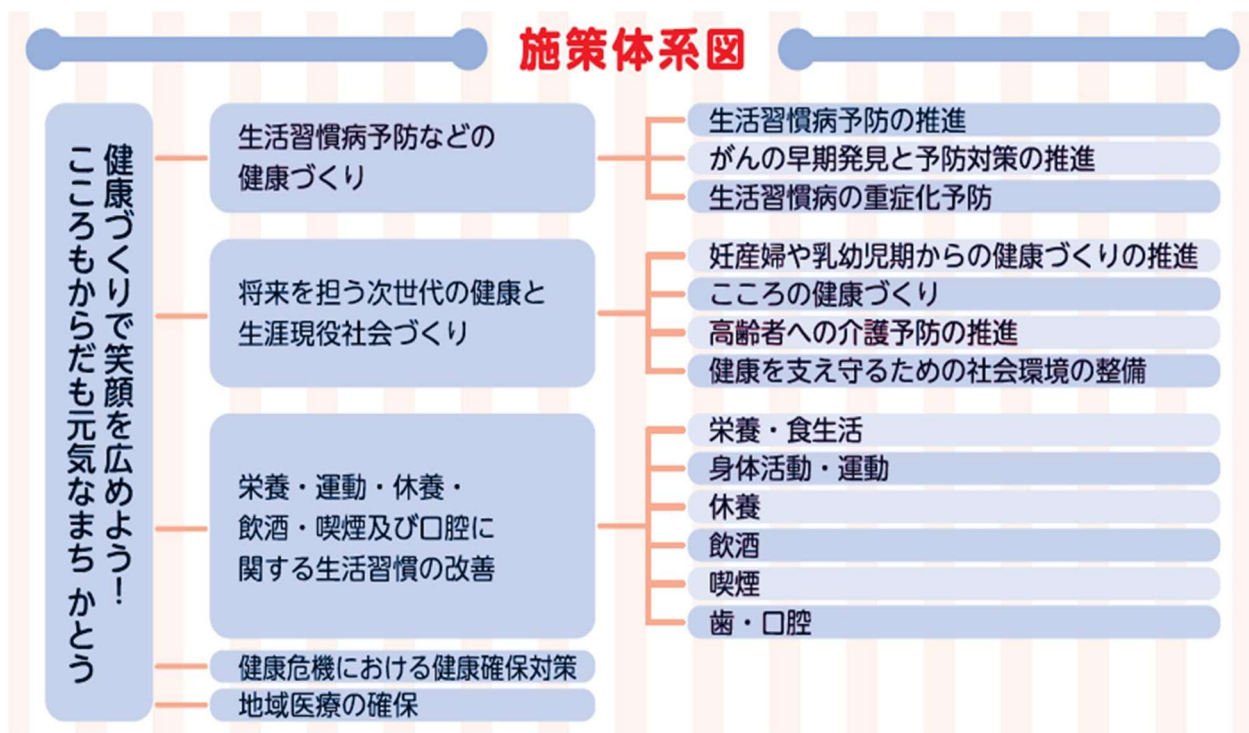 施策体系図
健康づくりで笑顔を広めよう！
こころもからだも元気なまち かとう
生活習慣病予防などの
健康づくり
生活習慣病予防の推進
がんの早期発見と予防対策の推進
生活習慣病の重症化予防
将来を担う次世代の健康と
生涯現役社会づくり
妊産婦や乳幼児期からの健康づくりの推進
こころの健康づくり
高齢者への介護予防の推進
健康を支え守るための社会環境の整備
栄養・運動・休養・
飲酒・喫煙及び口腔に
関する生活習慣の改善
栄養・食生活
身体活動・運動
休養
飲酒
喫煙
歯・口腔
健康危機における健康確保対策
地域医療の確保